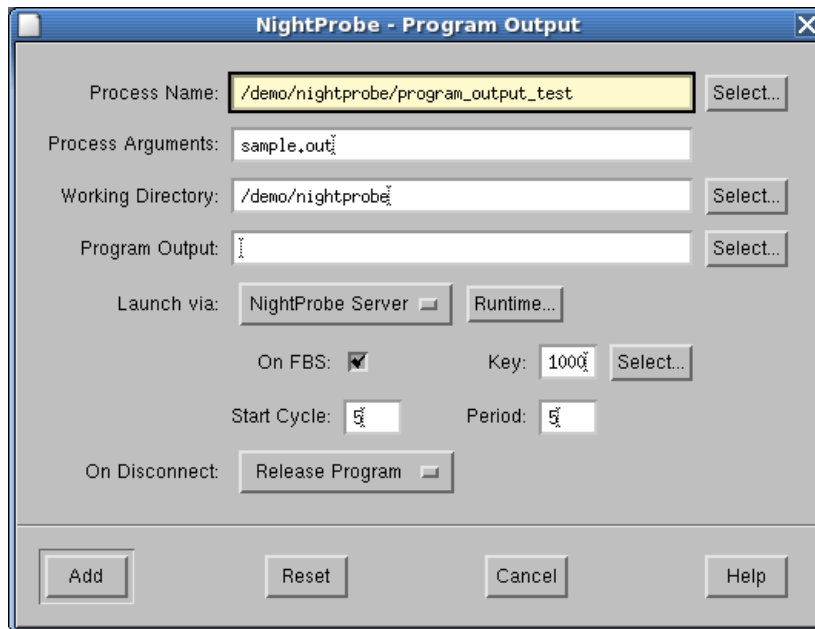 NightProbe - Program Output
Process Name: /demo/nightprobe/program_output_test Select...
Process Arguments: sample.out
Working Directory: /demo/nightprobe Select...
Program Output: Select...
Launch via: NightProbe Server Runtime...
On FBS: Key: 1000 Select...
Start Cycle: 5 Period: 5
On Disconnect: Release Program
Add Reset Cancel Help